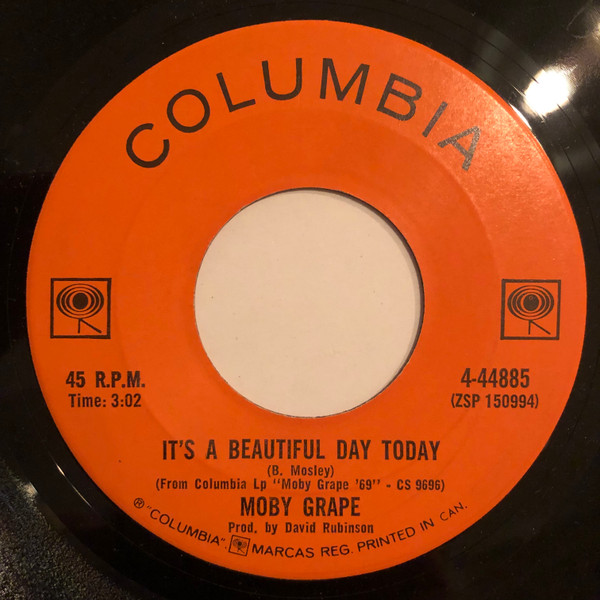 COLUMBIA
45 R.P.M.
Time: 3:02
4-44885
(ZSP 150994)
IT'S A BEAUTIFUL DAY TODAY
(B. Mosley)
(From Columbia Lp "Moby Grape '69" - CS 9696)
MOBY GRAPE
Prod. by David Rubinson
® "COLUMBIA", MARCAS REG. PRINTED IN CAN.